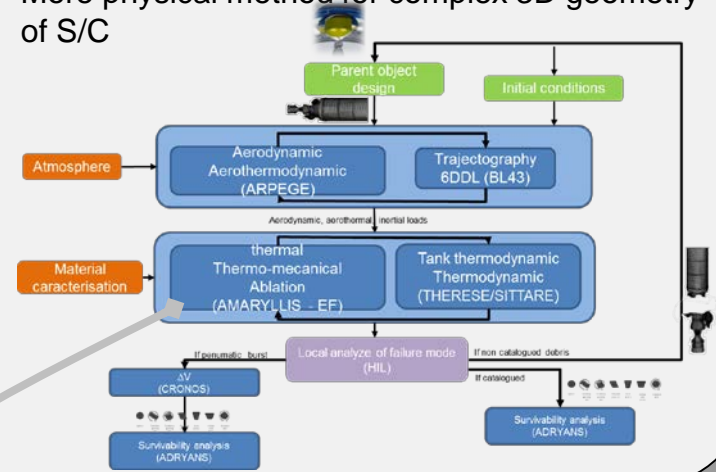 More physical method for complex 3D geometry
of S/C
Parent object
design
Initial conditions
Atmosphere
Aerodynamic
Aerothermodynamic
(ARPEGE)
Trajectography
6DDL (BL43)
Aerodynamic, aerothermal, inertial loads
Material
caracterisation
thermal
Thermo-mecanical
Ablation
(AMARYLLIS - EF)
Tank thermodynamic
Thermodynamic
(THERESE/SITTARE)
If pneumatic burst
Local analyze of failure mode
(HIL)
If non catalogued debris
If catalogued
ΔV
(CRONOS)
Survivability analysis
(ADRYANS)
Survivability analysis
(ADRYANS)